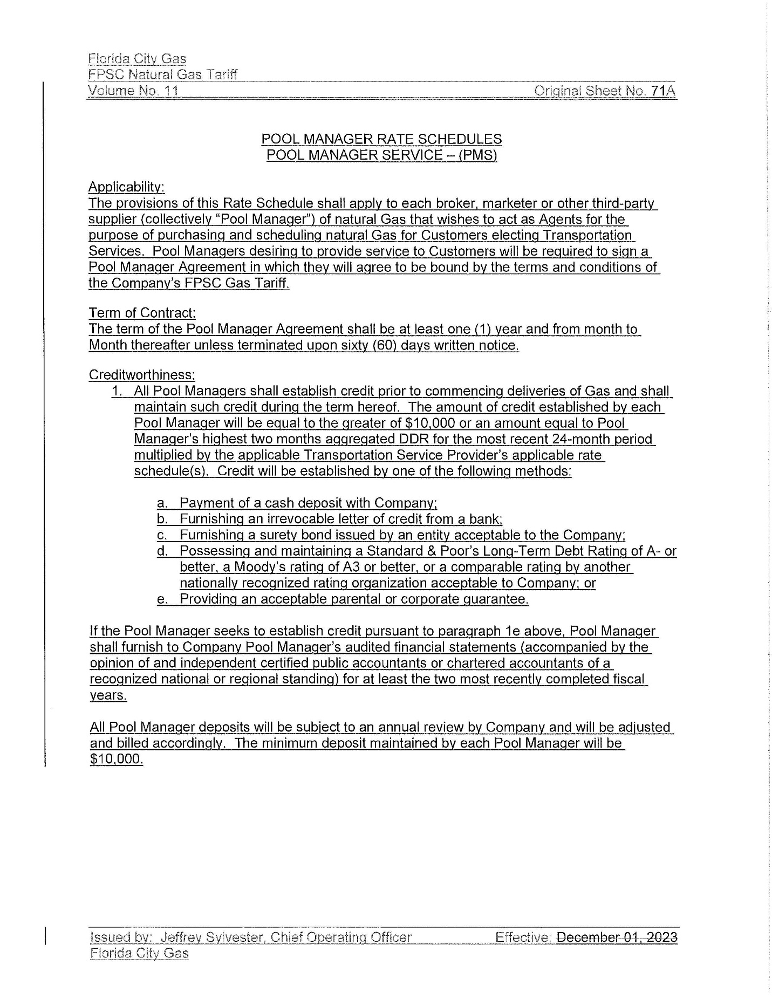 Florida City Gas
FPSC Natural Gas Tariff
Volume No. 11 Original Sheet No. 71A
POOL MANAGER RATE SCHEDULES
POOL MANAGER SERVICE – (PMS)
Applicability:
The provisions of this Rate Schedule shall apply to each broker, marketer or other third-party
supplier (collectively “Pool Manager”) of natural Gas that wishes to act as Agents for the
purpose of purchasing and scheduling natural Gas for Customers electing Transportation
Services. Pool Managers desiring to provide service to Customers will be required to sign a
Pool Manager Agreement in which they will agree to be bound by the terms and conditions of
the Company’s FPSC Gas Tariff.
Term of Contract:
The term of the Pool Manager Agreement shall be at least one (1) year and from month to
Month thereafter unless terminated upon sixty (60) days written notice.
Creditworthiness:
1. All Pool Managers shall establish credit prior to commencing deliveries of Gas and shall
maintain such credit during the term hereof. The amount of credit established by each
Pool Manager will be equal to the greater of $10,000 or an amount equal to Pool
Manager’s highest two months aggregated DDR for the most recent 24-month period
multiplied by the applicable Transportation Service Provider’s applicable rate
schedule(s). Credit will be established by one of the following methods:
a. Payment of a cash deposit with Company;
b. Furnishing an irrevocable letter of credit from a bank;
c. Furnishing a surety bond issued by an entity acceptable to the Company;
d. Possessing and maintaining a Standard & Poor’s Long-Term Debt Rating of A- or
better, a Moody’s rating of A3 or better, or a comparable rating by another
nationally recognized rating organization acceptable to Company; or
e. Providing an acceptable parental or corporate guarantee.
If the Pool Manager seeks to establish credit pursuant to paragraph 1e above, Pool Manager
shall furnish to Company Pool Manager’s audited financial statements (accompanied by the
opinion of and independent certified public accountants or chartered accountants of a
recognized national or regional standing) for at least the two most recently completed fiscal
years.
All Pool Manager deposits will be subject to an annual review by Company and will be adjusted
and billed accordingly. The minimum deposit maintained by each Pool Manager will be
$10,000.
Issued by: Jeffrey Sylvester, Chief Operating Officer Effective: December 01, 2023
Florida City Gas